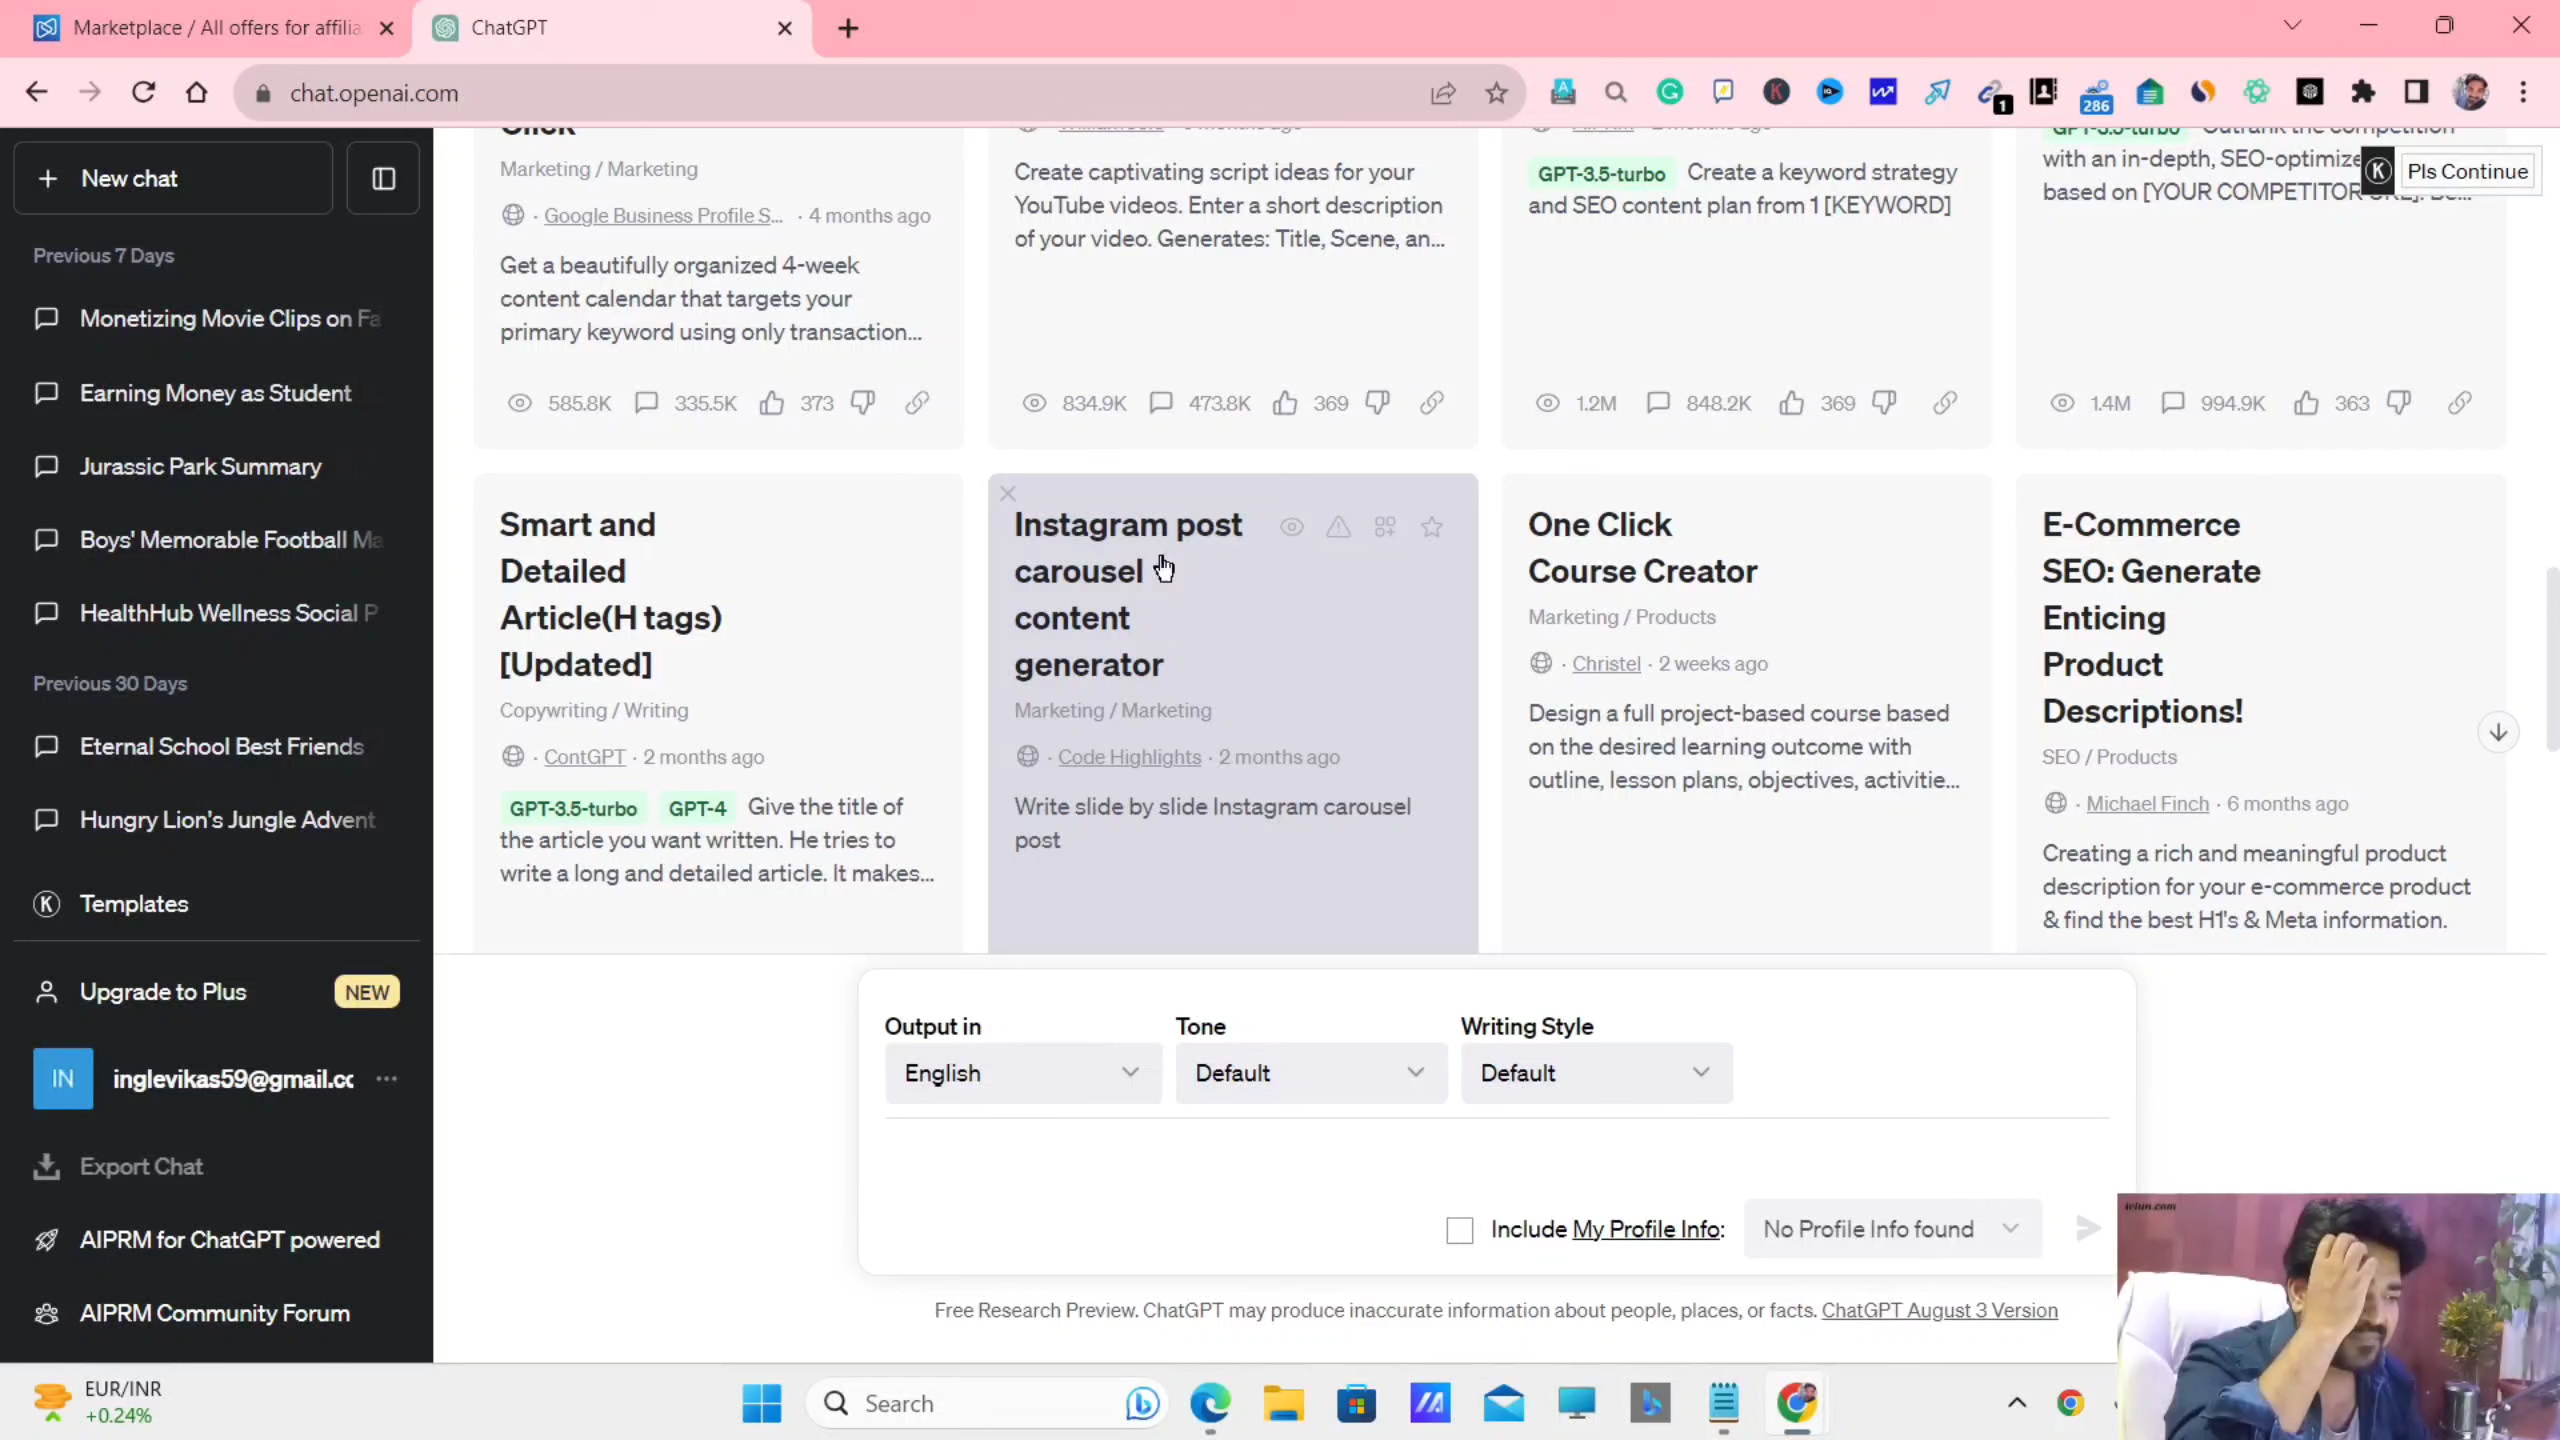 Marketplace / All offers for affilia
ChatGPT
chat.openai.com
1
286
New chat
Previous 7 Days
Monetizing Movie Clips on Fa
Earning Money as Student
Jurassic Park Summary
Boys' Memorable Football Ma
HealthHub Wellness Social P
Previous 30 Days
Eternal School Best Friends
Hungry Lion's Jungle Advent
Templates
Upgrade to Plus
NEW
IN
inglevikas59@gmail.cc
Export Chat
AIPRM for ChatGPT powered
AIPRM Community Forum
Click
Marketing / Marketing
Google Business Profile S... · 4 months ago
Get a beautifully organized 4-week
content calendar that targets your
primary keyword using only transaction...
585.8K 335.5K 373
Create captivating script ideas for your
YouTube videos. Enter a short description
of your video. Generates: Title, Scene, an...
834.9K 473.8K 369
GPT-3.5-turbo Create a keyword strategy
and SEO content plan from 1 [KEYWORD]
1.2M 848.2K 369
GPT-3.5-turbo Outrank the competition
with an in-depth, SEO-optimize
based on [YOUR COMPETITOR URL]. Be...
K Pls Continue
1.4M 994.9K 363
Smart and
Detailed
Article(H tags)
[Updated]
Copywriting / Writing
· ContGPT · 2 months ago
GPT-3.5-turbo GPT-4 Give the title of
the article you want written. He tries to
write a long and detailed article. It makes...
Instagram post
carousel
content
generator
Marketing / Marketing
· Code Highlights · 2 months ago
Write slide by slide Instagram carousel
post
One Click
Course Creator
Marketing / Products
· Christel · 2 weeks ago
Design a full project-based course based
on the desired learning outcome with
outline, lesson plans, objectives, activitie...
E-Commerce
SEO: Generate
Enticing
Product
Descriptions!
SEO / Products
· Michael Finch · 6 months ago
Creating a rich and meaningful product
description for your e-commerce product
& find the best H1's & Meta information.
Output in
English
Tone
Default
Writing Style
Default
Include My Profile Info:
No Profile Info found
Free Research Preview. ChatGPT may produce inaccurate information about people, places, or facts. ChatGPT August 3 Version
EUR/INR
+0.24%
Search